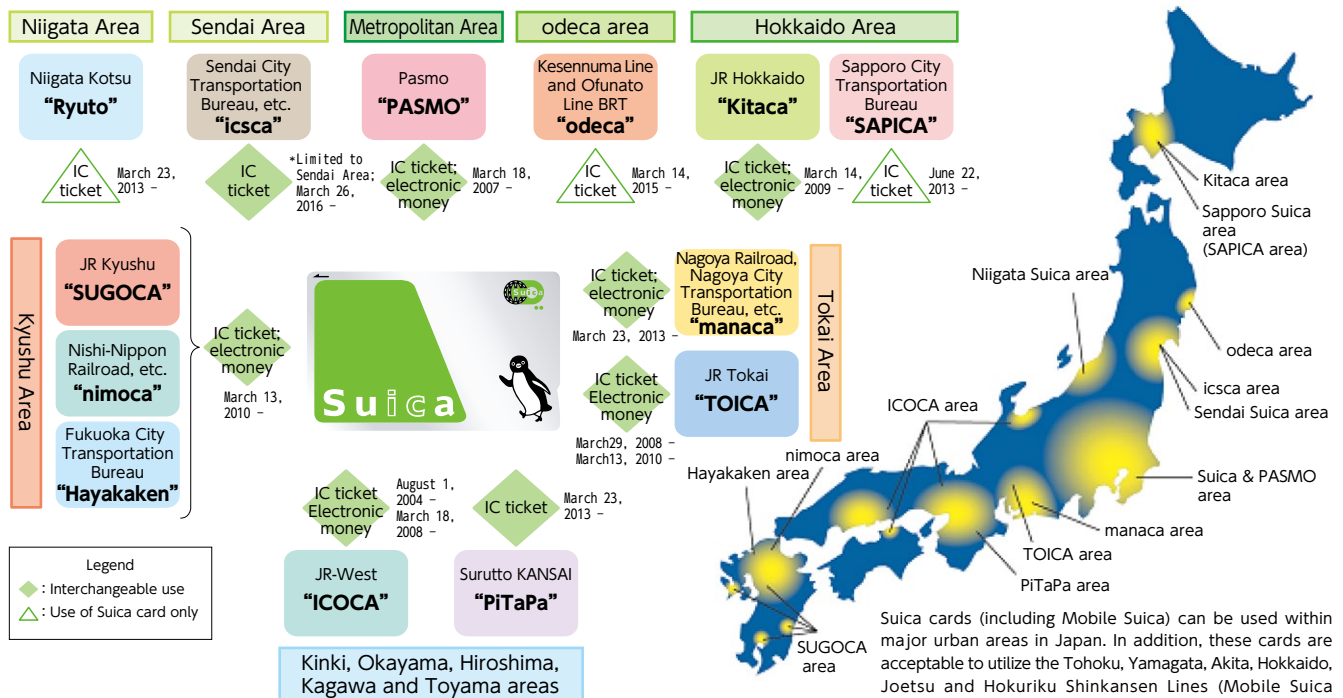 Niigata Area
Sendai Area
Metropolitan Area
odeca area
Hokkaido Area
Niigata Kotsu
“Ryuto”
Sendai City
Transportation
Bureau, etc.
“icsca”
Pasmo
“PASMO”
Kesennuma Line
and Ofunato
Line BRT
“odeca”
JR Hokkaido
“Kitaca”
Sapporo City
Transportation
Bureau
“SAPICA”
IC
ticket
March 23,
2013 –
IC
ticket
*Limited to
Sendai Area;
March 26,
2016 –
IC ticket;
electronic
money
March 18,
2007 –
IC
ticket
March 14,
2015 –
IC ticket;
electronic
money
March 14,
2009 –
IC
ticket
June 22,
2013 –
Kyushu Area
JR Kyushu
“SUGOCA”
Nishi-Nippon
Railroad, etc.
“nimoca”
Fukuoka City
Transportation
Bureau
“Hayakaken”
IC ticket;
electronic
money
March 13,
2010 –
Suica
Suica
IC ticket;
electronic
money
March 23, 2013 –
Nagoya Railroad,
Nagoya City
Transportation
Bureau, etc.
“manaca”
IC ticket
Electronic
money
March29, 2008 –
March13, 2010 –
JR Tokai
“TOICA”
Tokai Area
IC ticket
Electronic
money
August 1,
2004 –
March 18,
2008 –
IC ticket
March 23,
2013 –
JR-West
“ICOCA”
Surutto KANSAI
“PiTaPa”
Kinki, Okayama, Hiroshima,
Kagawa and Toyama areas
Legend
: Interchangeable use
: Use of Suica card only
Kitaca area
Sapporo Suica
area
(SAPICA area)
Niigata Suica area
odeca area
icsca area
Sendai Suica area
ICOCA area
nimoca area
Hayakaken area
Suica & PASMO
area
manaca area
TOICA area
PiTaPa area
SUGOCA
area
Suica cards (including Mobile Suica) can be used within
major urban areas in Japan. In addition, these cards are
acceptable to utilize the Tohoku, Yamagata, Akita, Hokkaido,
Joetsu and Hokuriku Shinkansen Lines (Mobile Suica